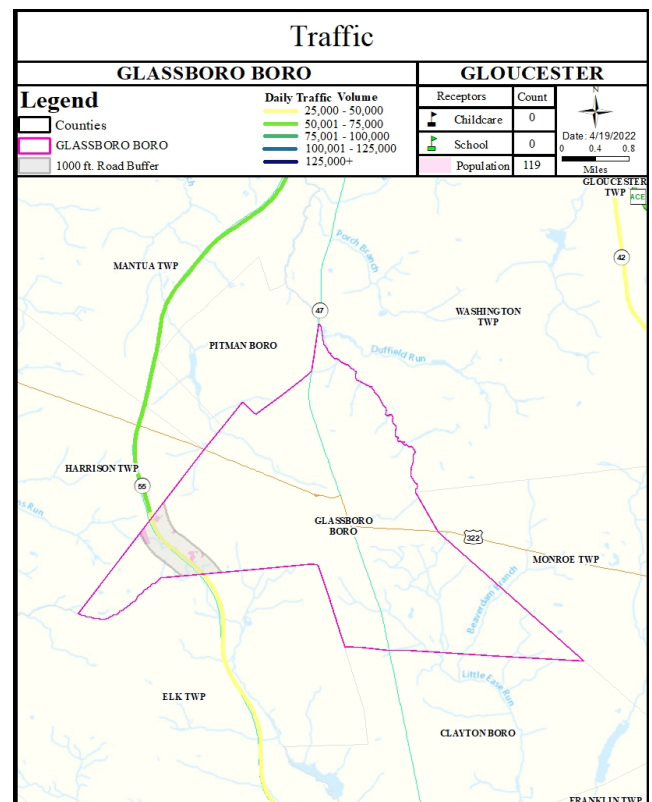 Traffic
GLASSBORO BORO
GLOUCESTER
Legend
Counties
GLASSBORO BORO
1000 ft. Road Buffer
Daily Traffic Volume
25,000 - 50,000
50,001 - 75,000
75,001 - 100,000
100,001 - 125,000
125,000+
Receptors Count
Childcare 0
School 0
Population 119
N
Date: 4/19/2022
0 0.4 0.8
Miles
GLOUCESTER
TWP
ACE
42
Porch Branch
MANTUA TWP
47
WASHINGTON
TWP
PITMAN BORO
Duffield Run
HARRISON TWP
55
Run
GLASSBORO
BORO
322
MONROE TWP
Beaverdam Branch
Little Ease Run
ELK TWP
CLAYTON BORO
FRANKLIN TWP